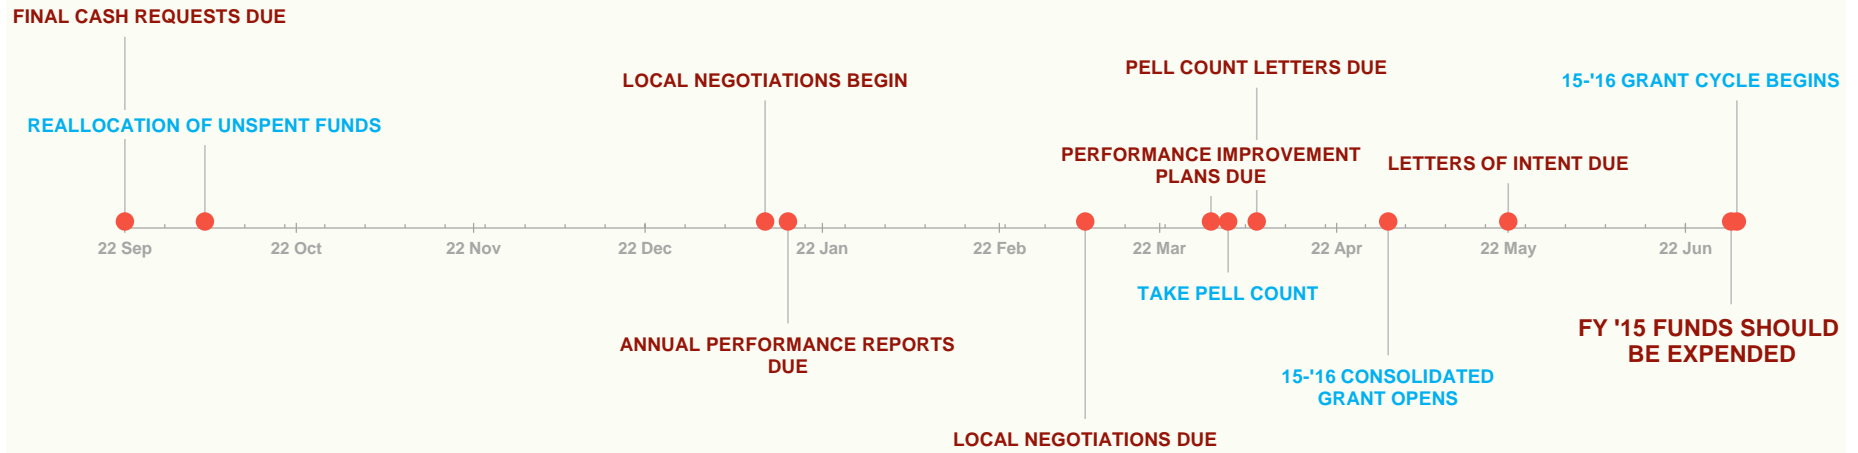 FINAL CASH REQUESTS DUE
REALLOCATION OF UNSPENT FUNDS
LOCAL NEGOTIATIONS BEGIN
PELL COUNT LETTERS DUE
15-'16 GRANT CYCLE BEGINS
PERFORMANCE IMPROVEMENT
PLANS DUE
LETTERS OF INTENT DUE
22 Sep
22 Oct
22 Nov
22 Dec
22 Jan
22 Feb
22 Mar
22 Apr
22 May
22 Jun
TAKE PELL COUNT
ANNUAL PERFORMANCE REPORTS
DUE
FY '15 FUNDS SHOULD
BE EXPENDED
15-'16 CONSOLIDATED
GRANT OPENS
LOCAL NEGOTIATIONS DUE